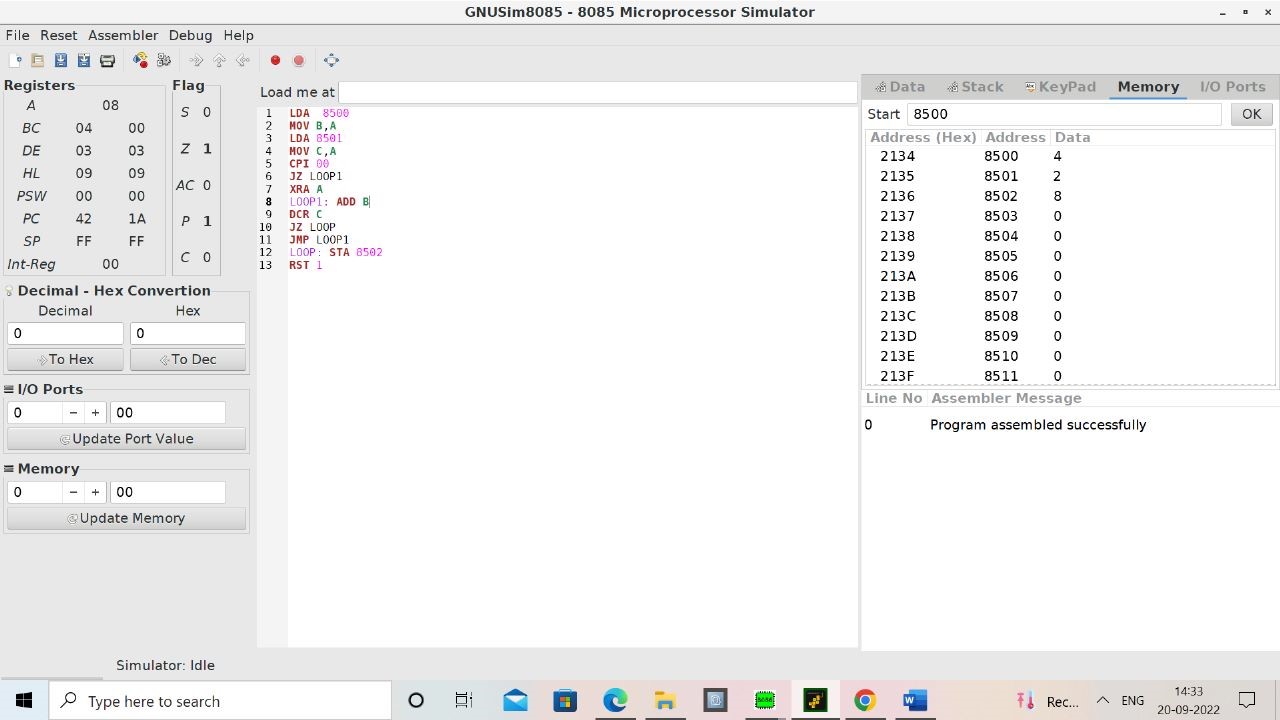 GNUSim8085 - 8085 Microprocessor Simulator
File Reset Assembler Debug Help
Registers
A 08
BC 04 00
DE 03 03
HL 09 09
PSW 00 00
PC 42 1A
SP FF FF
Int-Reg 00
Flag
S 0
Z 1
AC 0
P 1
C 0
Decimal - Hex Convertion
Decimal Hex
0 0
To Hex To Dec
I/O Ports
0 − + 00
Update Port Value
Memory
0 − + 00
Update Memory
Load me at
1 LDA 8500
2 MOV B,A
3 LDA 8501
4 MOV C,A
5 CPI 00
6 JZ LOOP1
7 XRA A
8 LOOP1: ADD B
9 DCR C
10 JZ LOOP
11 JMP LOOP1
12 LOOP: STA 8502
13 RST 1
Data Stack KeyPad Memory I/O Ports
Start 8500 OK
Address (Hex) Address Data
2134 8500 4
2135 8501 2
2136 8502 8
2137 8503 0
2138 8504 0
2139 8505 0
213A 8506 0
213B 8507 0
213C 8508 0
213D 8509 0
213E 8510 0
213F 8511 0
Line No Assembler Message
0 Program assembled successfully
Simulator: Idle
Type here to search
Rec... ENG
14:33
20-09-2022